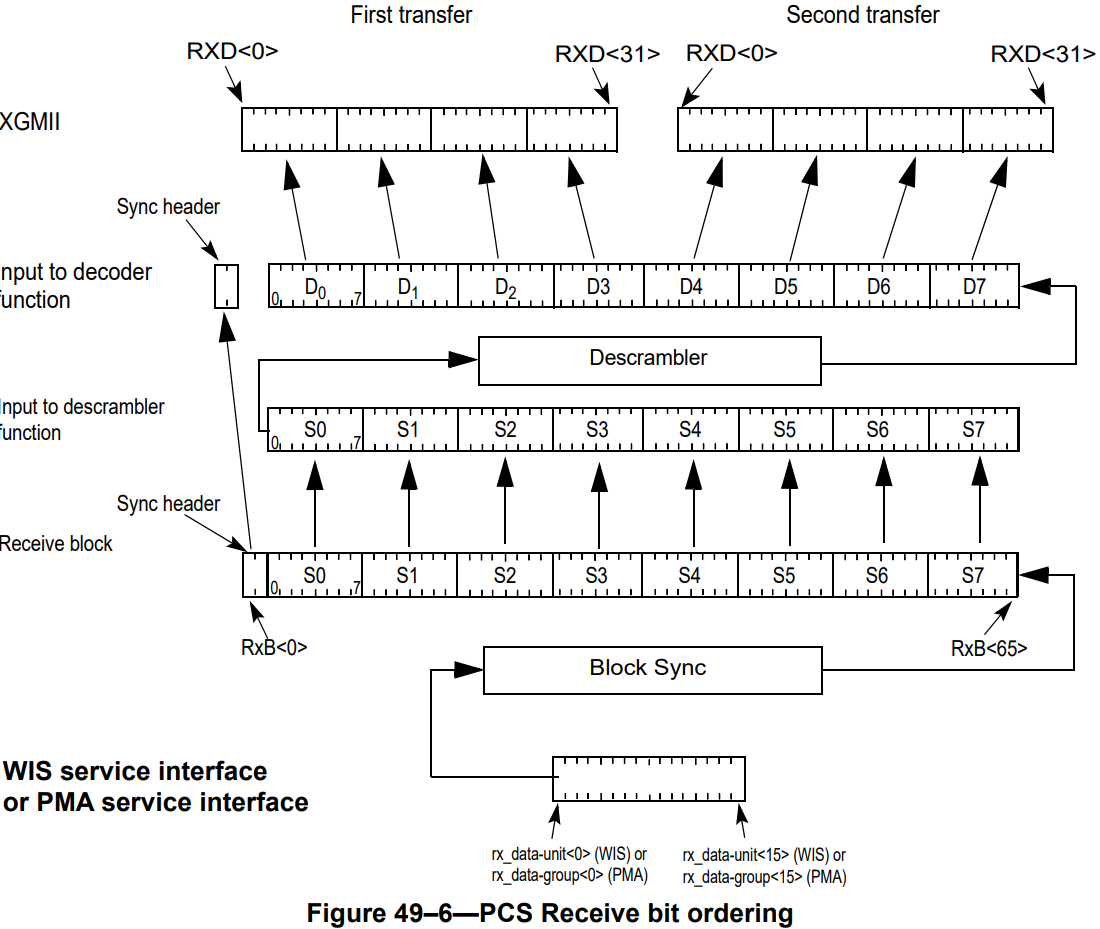 First transfer
Second transfer
RXD<0>
RXD<31>
RXD<0>
RXD<31>
XGMII
Sync header
nput to decoder
function
D0
D1
D2
D3
D4
D5
D6
D7
0
7
Descrambler
Input to descrambler
function
S0
S1
S2
S3
S4
S5
S6
S7
0
7
Sync header
Receive block
S0
S1
S2
S3
S4
S5
S6
S7
0
7
RxB<0>
RxB<65>
Block Sync
WIS service interface
or PMA service interface
rx_data-unit<0> (WIS) or
rx_data-group<0> (PMA)
rx_data-unit<15> (WIS) or
rx_data-group<15> (PMA)
Figure 49–6—PCS Receive bit ordering